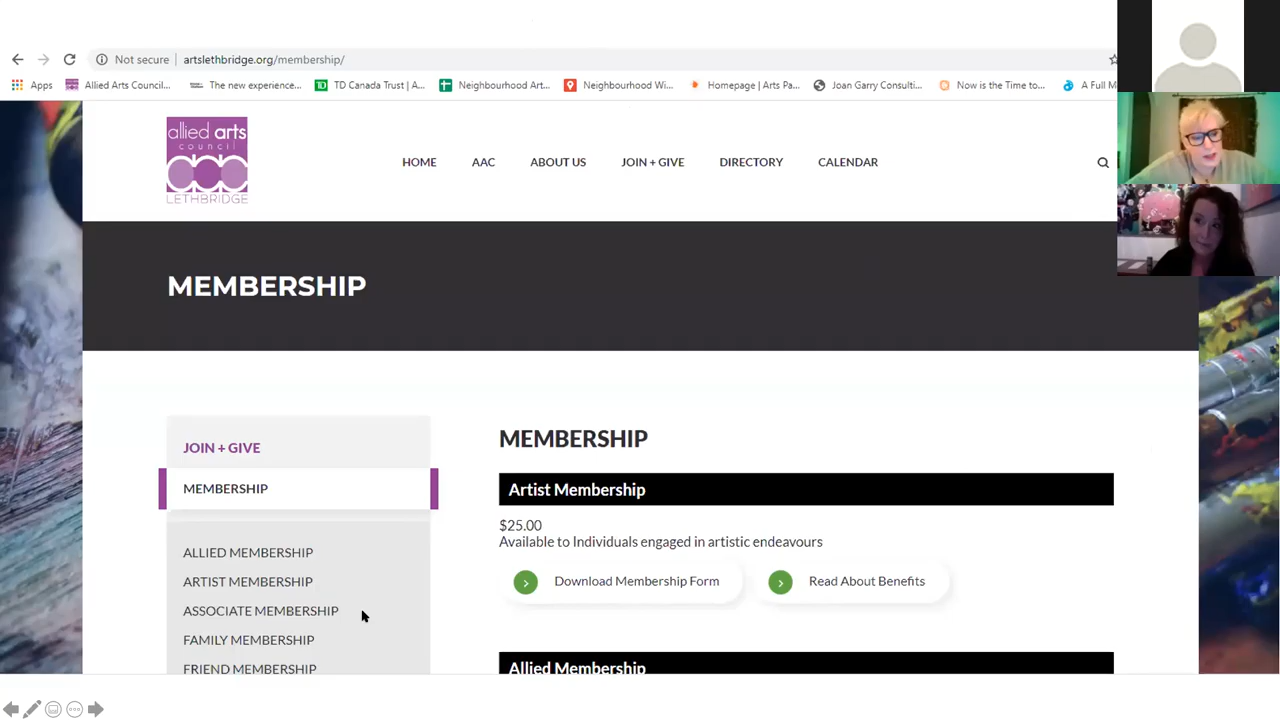 Not secure
artslethbridge.org/membership/
Apps
Allied Arts Council...
The new experience...
TD Canada Trust | A...
Neighbourhood Art...
Neighbourhood Wi...
Homepage | Arts Pa...
Joan Garry Consulti...
Now is the Time to...
A Full M
allied arts
council
LETHBRIDGE
HOME
AAC
ABOUT US
JOIN + GIVE
DIRECTORY
CALENDAR
MEMBERSHIP
JOIN + GIVE
MEMBERSHIP
ALLIED MEMBERSHIP
ARTIST MEMBERSHIP
ASSOCIATE MEMBERSHIP
FAMILY MEMBERSHIP
FRIEND MEMBERSHIP
MEMBERSHIP
Artist Membership
$25.00
Available to Individuals engaged in artistic endeavours
Download Membership Form
Read About Benefits
Allied Membership